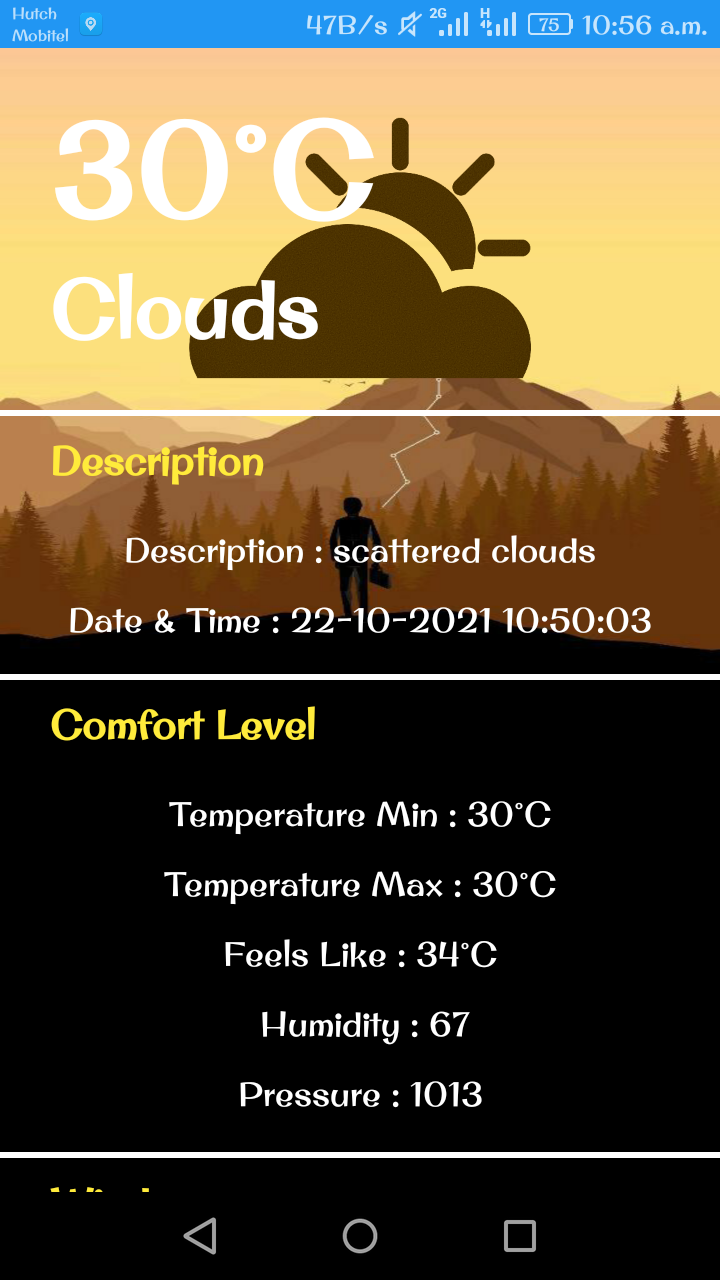 Hutch
Mobitel
47B/s 2G H 75 10:56 a.m.
30°C
Clouds
Description
Description : scattered clouds
Date & Time : 22-10-2021 10:50:03
Comfort Level
Temperature Min : 30°C
Temperature Max : 30°C
Feels Like : 34°C
Humidity : 67
Pressure : 1013